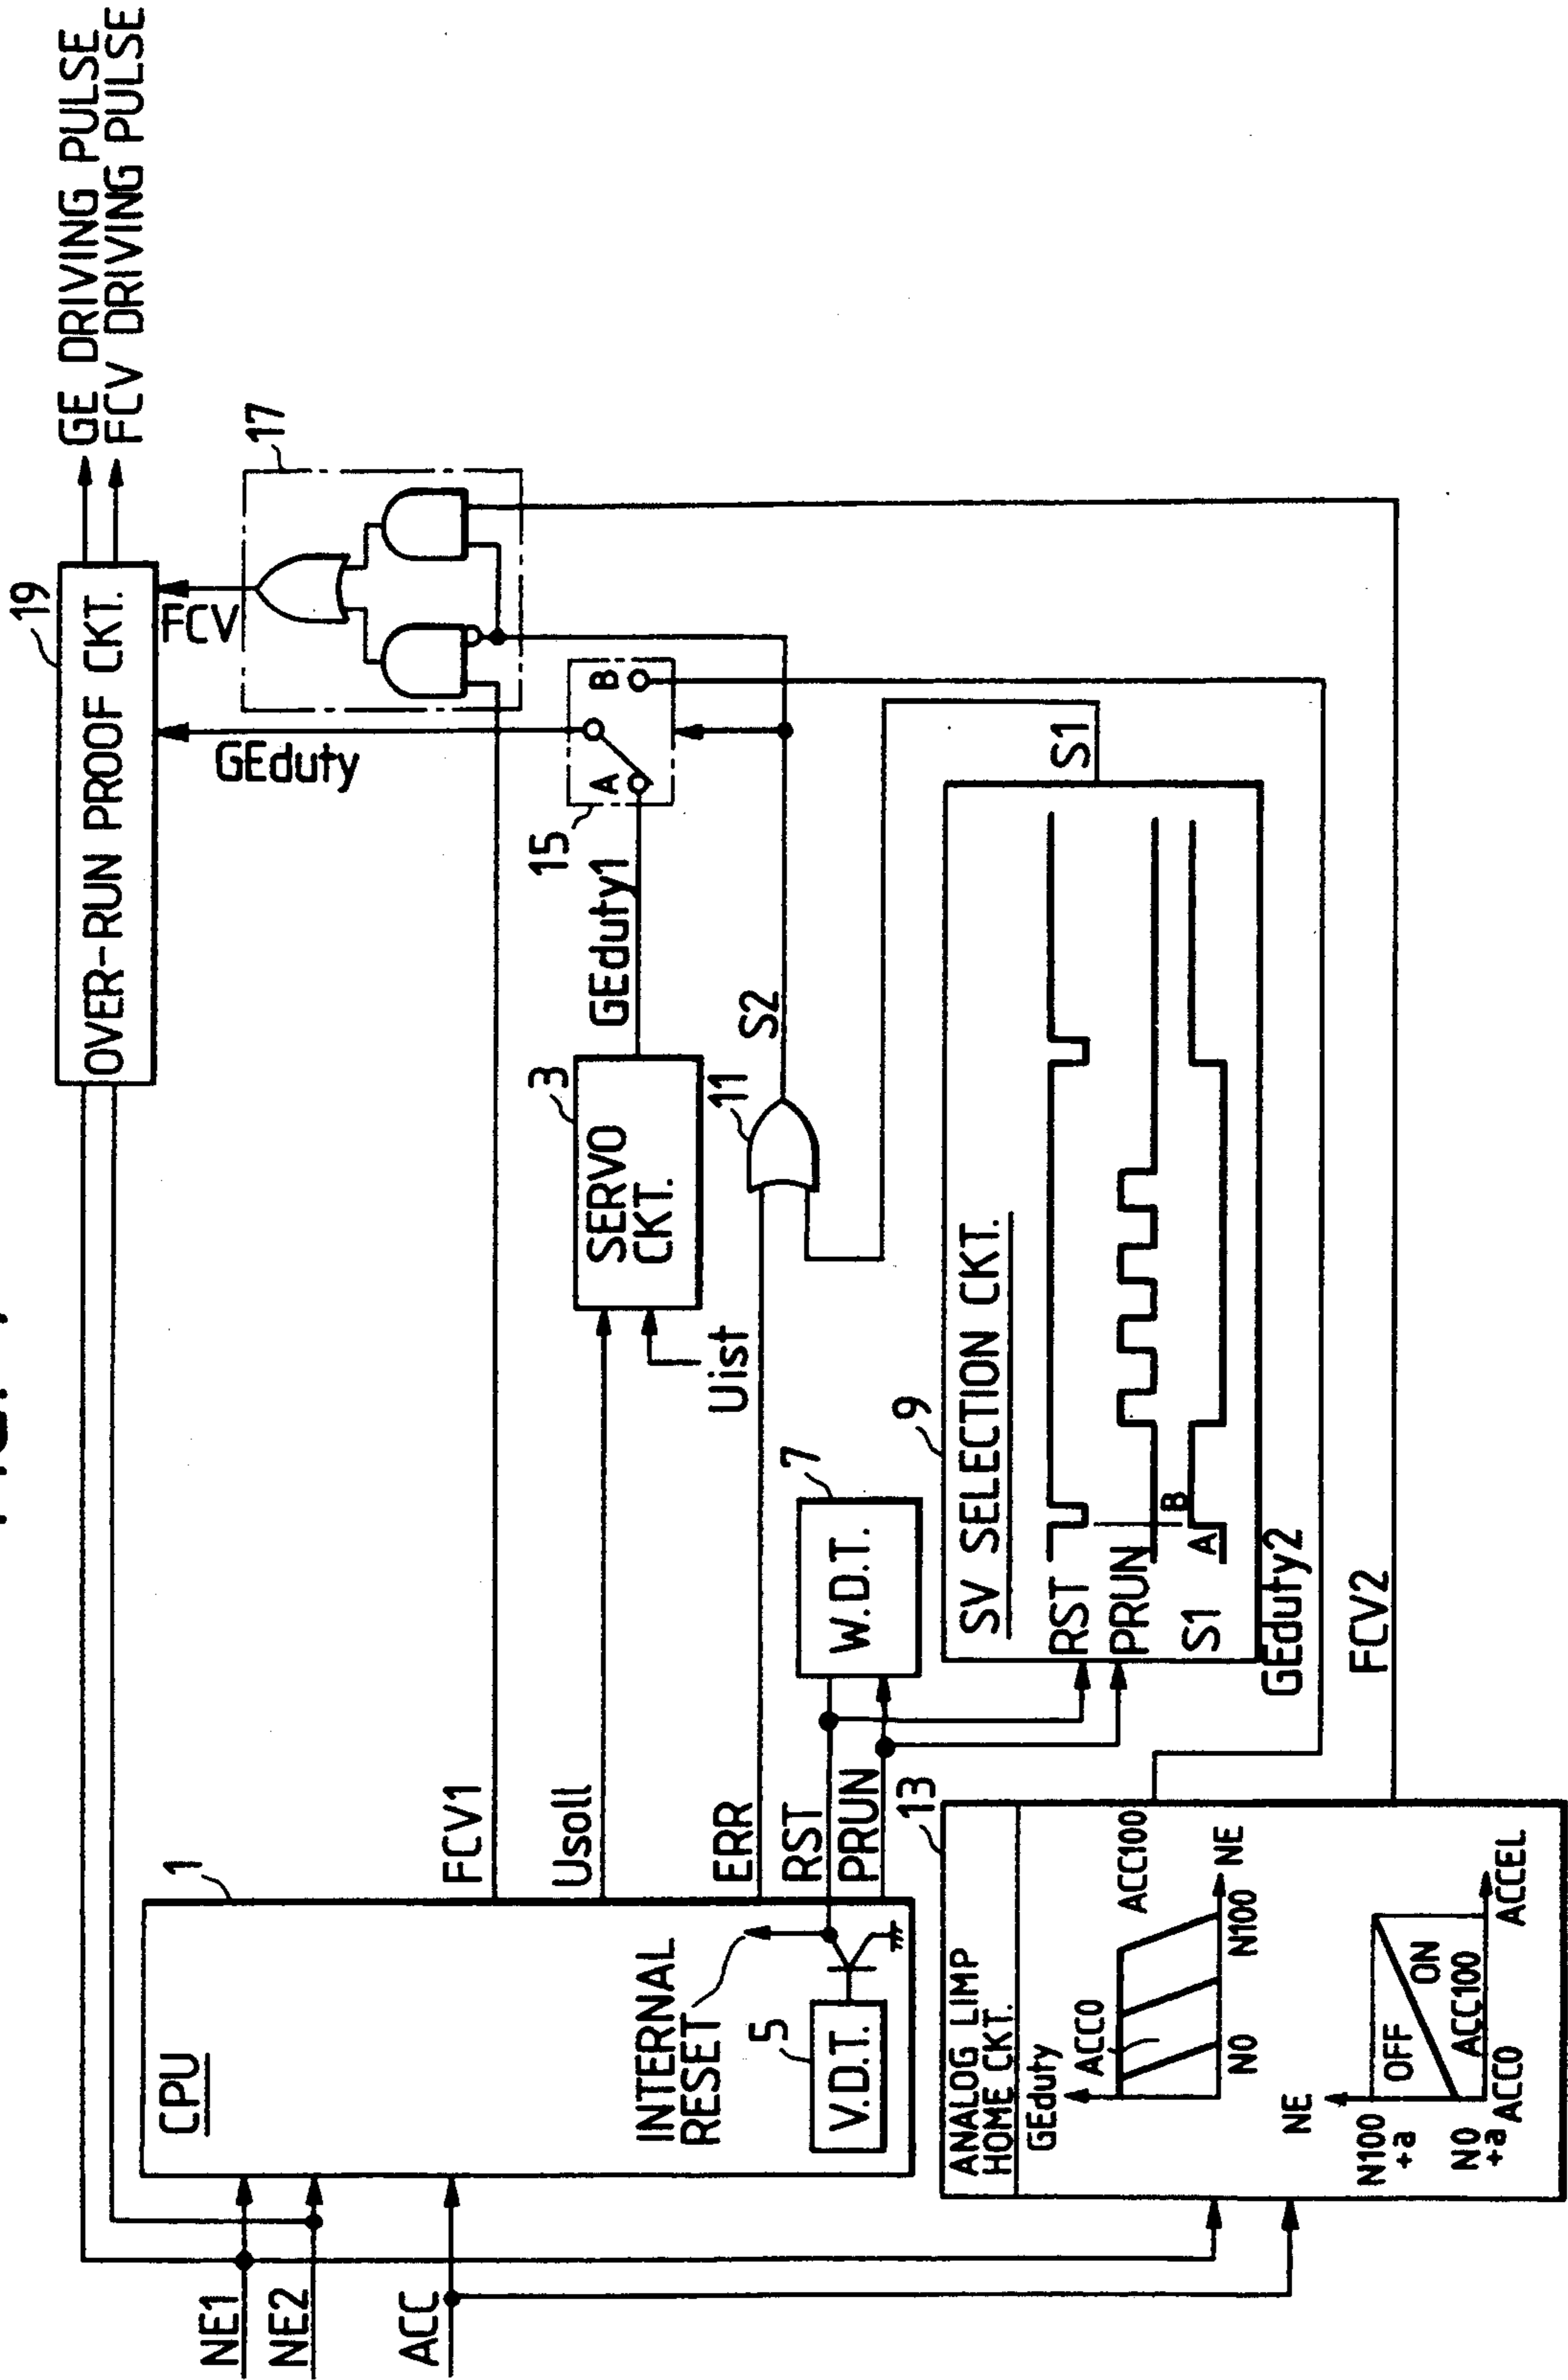 NE1
NE2
ACC
1
CPU
INTERNAL
RESET
5
V.D.T.
FCV1
Usoll
ERR
RST
PRUN
7
W.D.T.
3
SERVO
CKT.
Uist
11
S2
GEduty1
15
A
B
GEduty
FCV
17
19
OVER-RUN PROOF CKT.
GE DRIVING PULSE
FCV DRIVING PULSE
9
SV SELECTION CKT.
RST
PRUN
S1
A
B
S1
GEduty2
FCV2
13
ANALOG LIMP
HOME CKT.
GEduty
ACC0
ACC100
N0
N100
NE
NE
N100
+a
N0
+a
OFF
ON
ACC100
ACC0
ACCEL